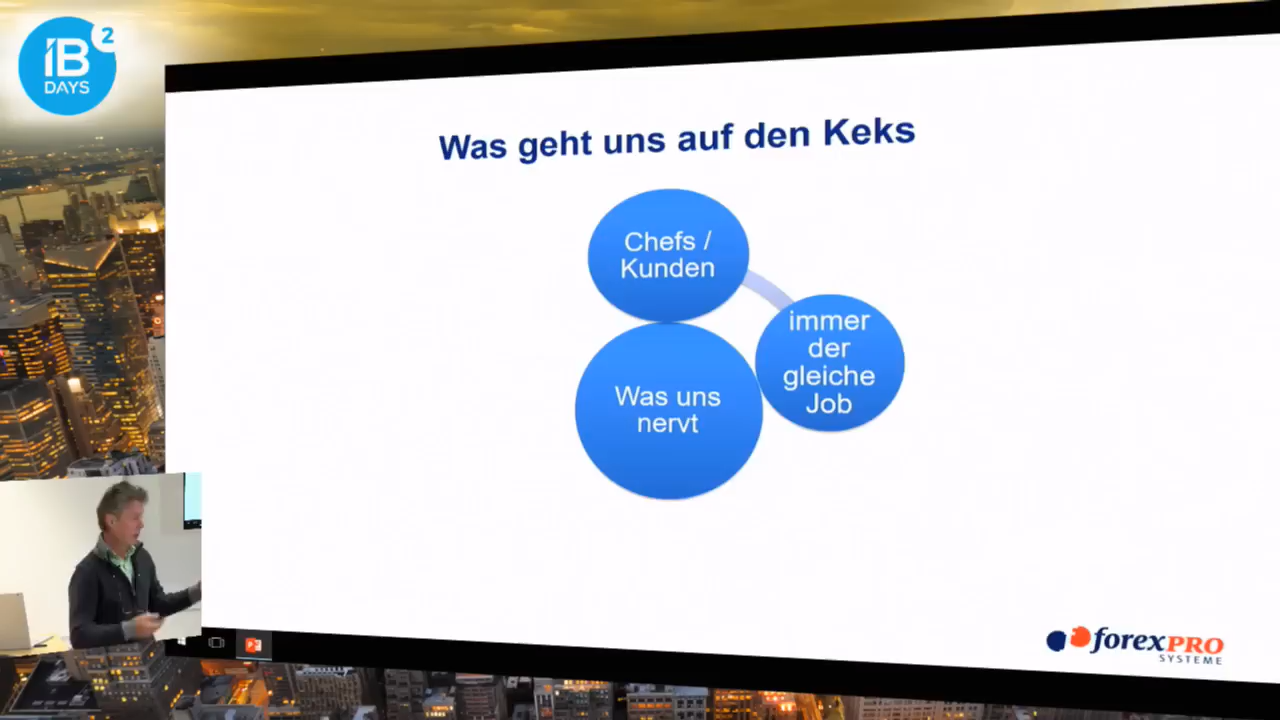 IB
2
DAYS
Was geht uns auf den Keks
Chefs /
Kunden
immer
der
gleiche
Job
Was uns
nervt
forexPRO
SYSTEME